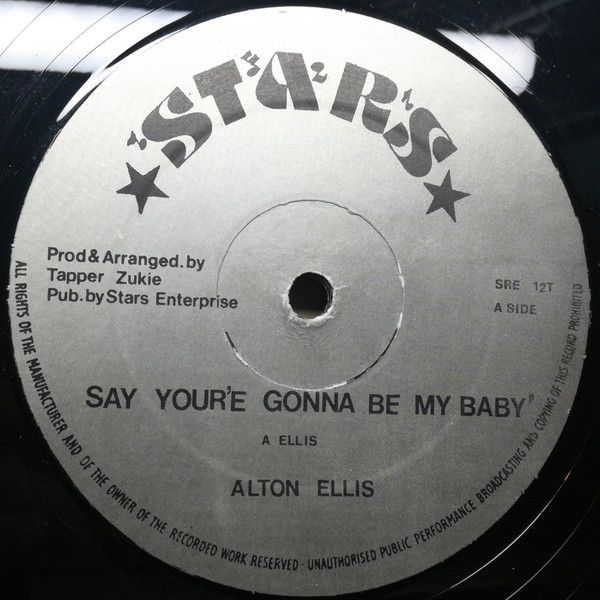 STARS
Prod & Arranged. by
Tapper Zukie
Pub. by Stars Enterprise
SRE 12T
A SIDE
SAY YOUR'E GONNA BE MY BABY"
A ELLIS
ALTON ELLIS
ALL RIGHTS OF THE MANUFACTURER AND OF THE OWNER OF THE RECORDED WORK RESERVED - UNAUTHORISED PUBLIC PERFORMANCE BROADCASTING AND COPYING OF THIS RECORD PROHIBITED